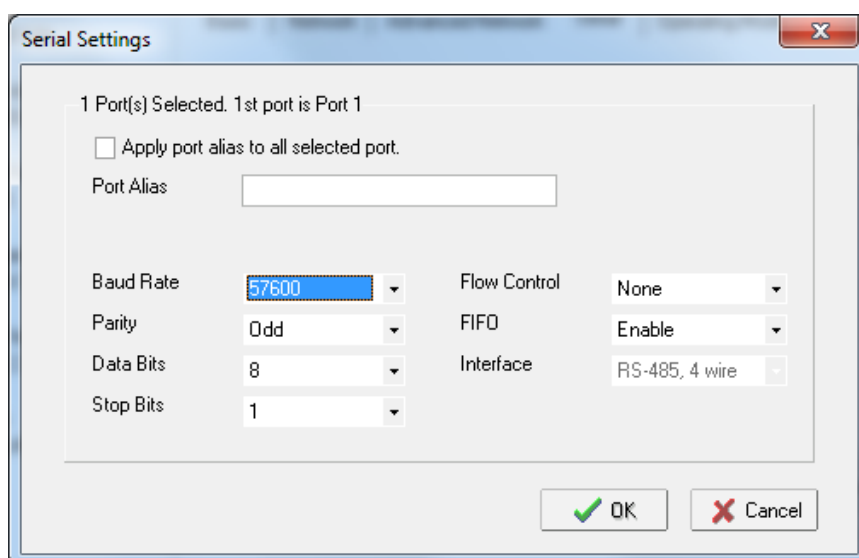 Serial Settings
1 Port(s) Selected. 1st port is Port 1
Apply port alias to all selected port.
Port Alias
Baud Rate 57600 Flow Control None
Parity Odd FIFO Enable
Data Bits 8 Interface RS-485, 4 wire
Stop Bits 1
OK Cancel